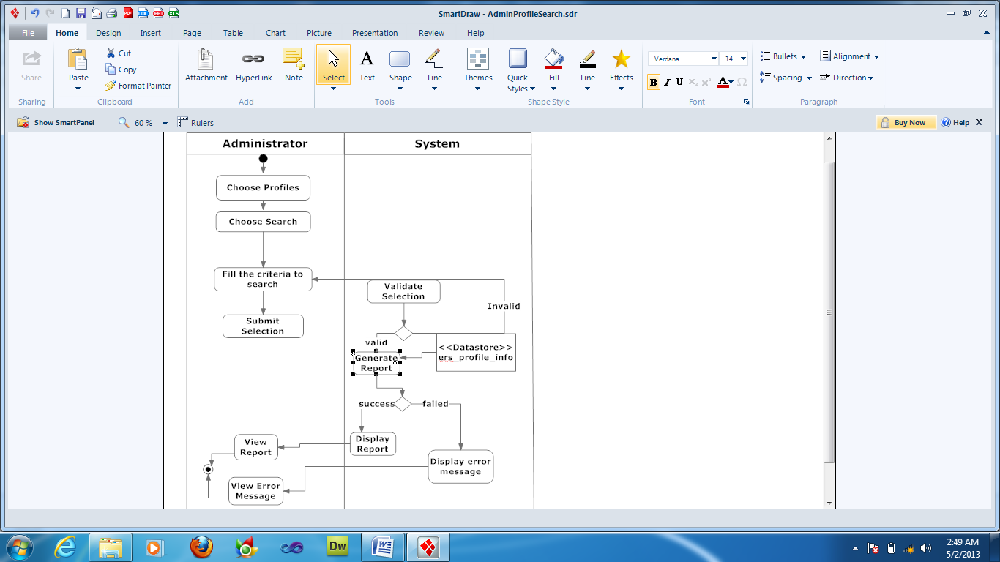 SmartDraw - AdminProfileSearch.sdr
PDF DOC PPT XLS
File Home Design Insert Page Table Chart Picture Presentation Review Help
Share
Paste
Cut
Copy
Format Painter
Attachment HyperLink Note
Select Text Shape Line
Themes Quick Styles Fill Line Effects
Verdana 14
B I U A
Bullets Alignment
Spacing Direction
Sharing Clipboard Add Tools Shape Style Font Paragraph
Show SmartPanel 60 % Rulers Buy Now Help
Administrator System
Choose Profiles
Choose Search
Fill the criteria to
search
Validate
Selection
Invalid
Submit
Selection
valid
<<Datastore>>
ers_profile_info
Generate
Report
success failed
View
Report
Display
Report
Display error
message
View Error
Message
Dw
2:49 AM
5/2/2013